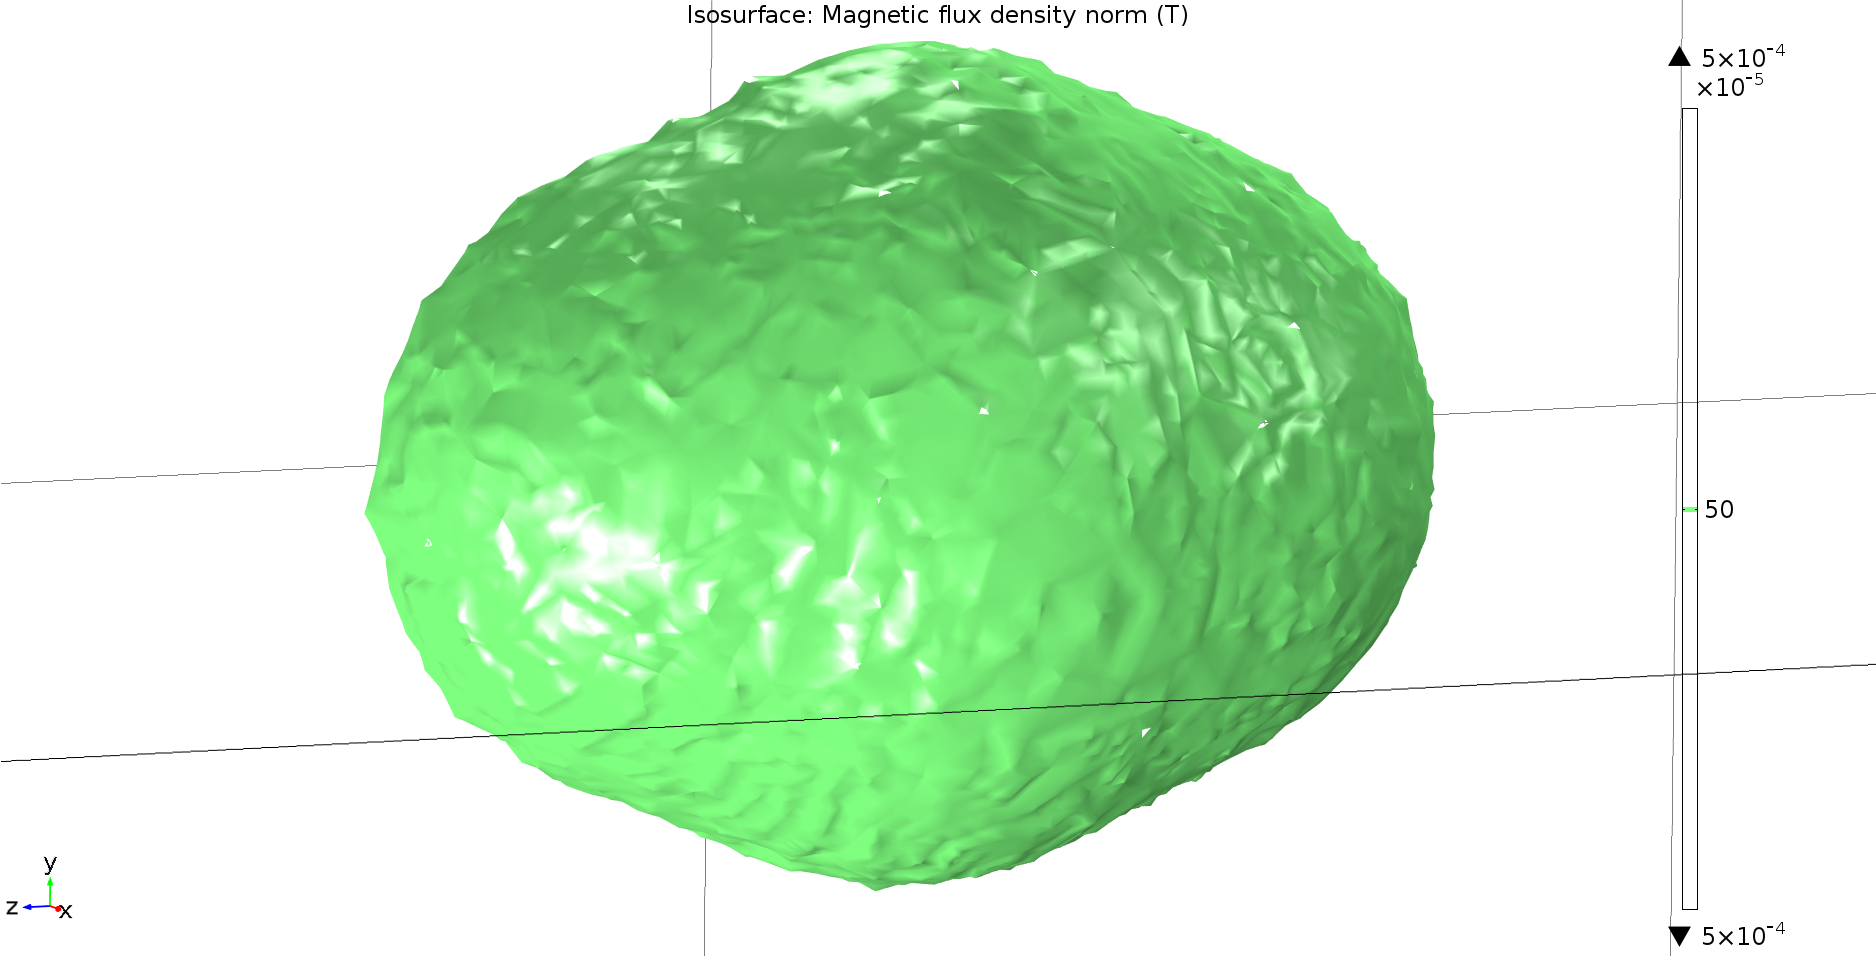 Isosurface: Magnetic flux density norm (T)
5×10⁻⁴
×10⁻⁵
50
5×10⁻⁴
y
z
x